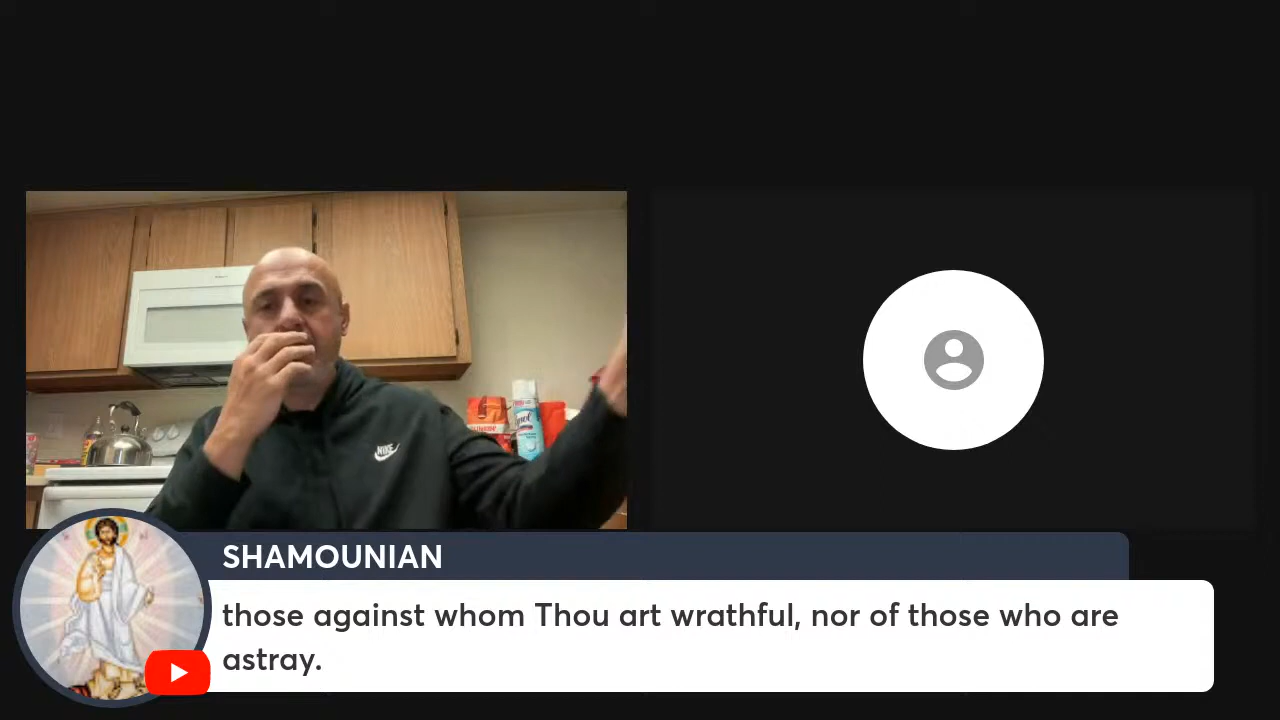 NIKE
SHAMOUNIAN
those against whom Thou art wrathful, nor of those who are
astray.